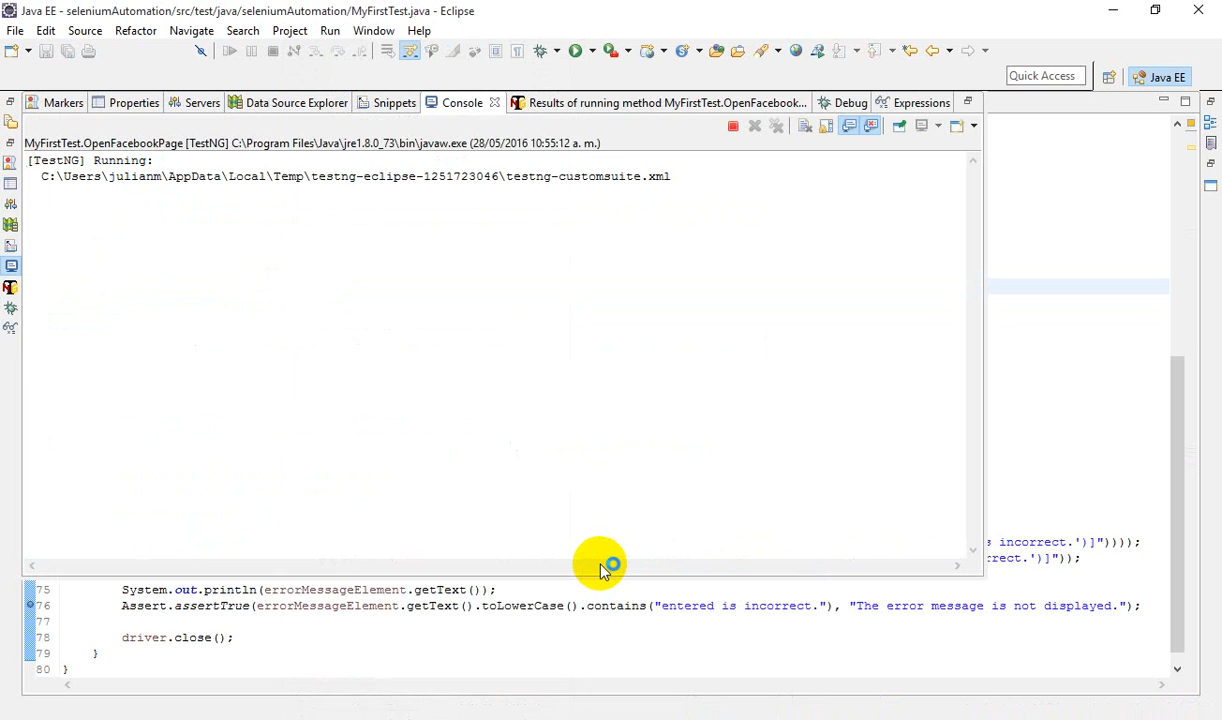 Java EE - seleniumAutomation/src/test/java/seleniumAutomation/MyFirstTest.java - Eclipse
File Edit Source Refactor Navigate Search Project Run Window Help
Quick Access
Java EE
Markers Properties Servers Data Source Explorer Snippets Console Results of running method MyFirstTest.OpenFacebook... Debug Expressions
MyFirstTest.OpenFacebookPage [TestNG] C:\Program Files\Java\jre1.8.0_73\bin\javaw.exe (28/05/2016 10:55:12 a. m.)
[TestNG] Running:
C:\Users\julianm\AppData\Local\Temp\testng-eclipse-1251723046\testng-customsuite.xml
s incorrect.')]"))));
rrect.')]"));
75 System.out.println(errorMessageElement.getText());
76 Assert.assertTrue(errorMessageElement.getText().toLowerCase().contains("entered is incorrect."), "The error message is not displayed.");
77
78 driver.close();
79 }
80 }